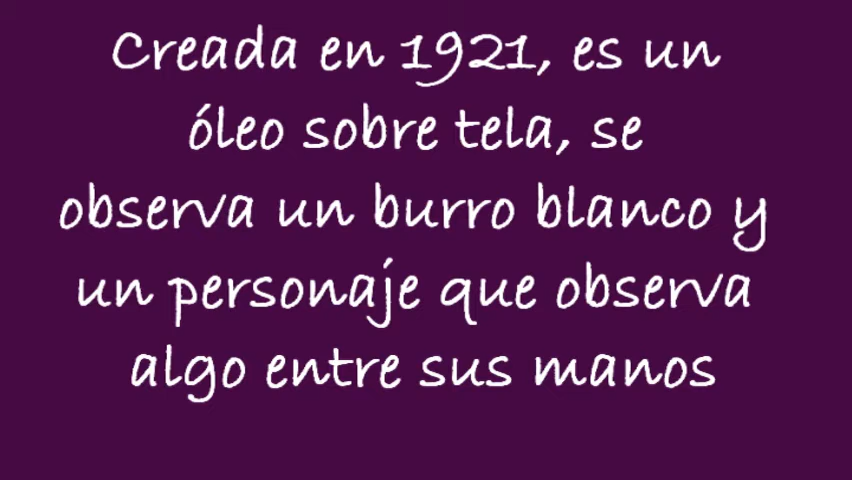 Creada en 1921, es un
óleo sobre tela, se
observa un burro blanco y
un personaje que observa
algo entre sus manos